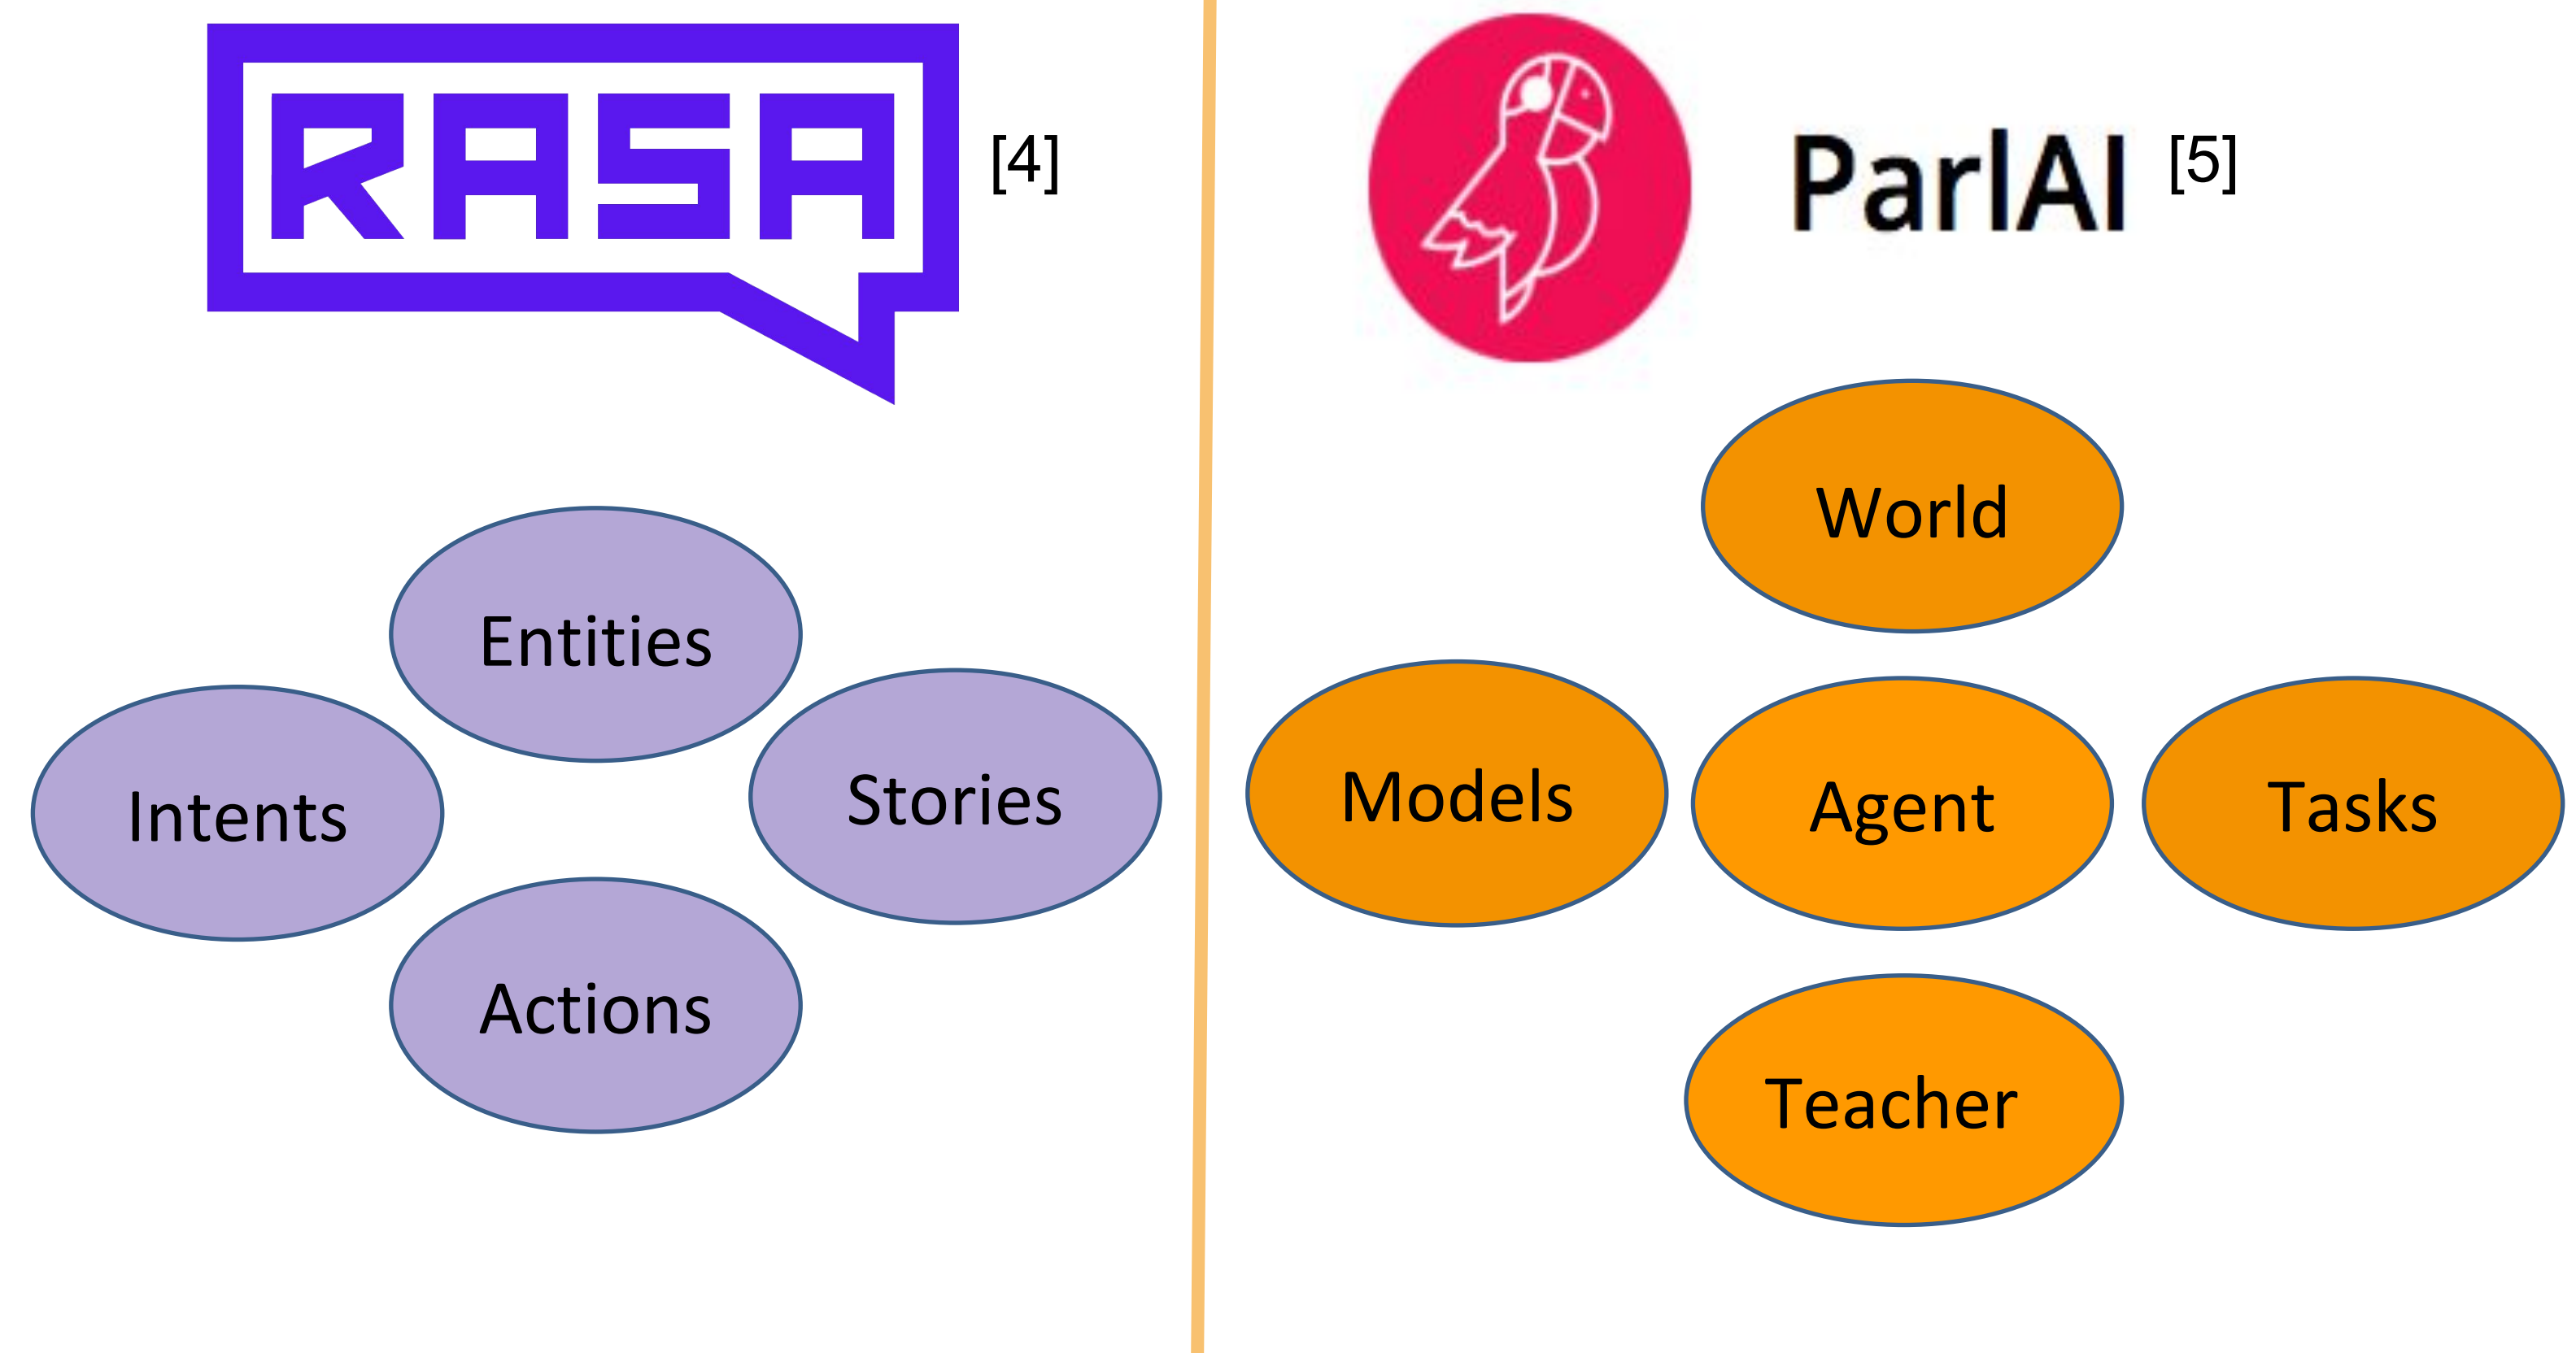 RASA
[4]
Entities
Intents
Stories
Actions
ParlAI [5]
World
Models
Agent
Tasks
Teacher